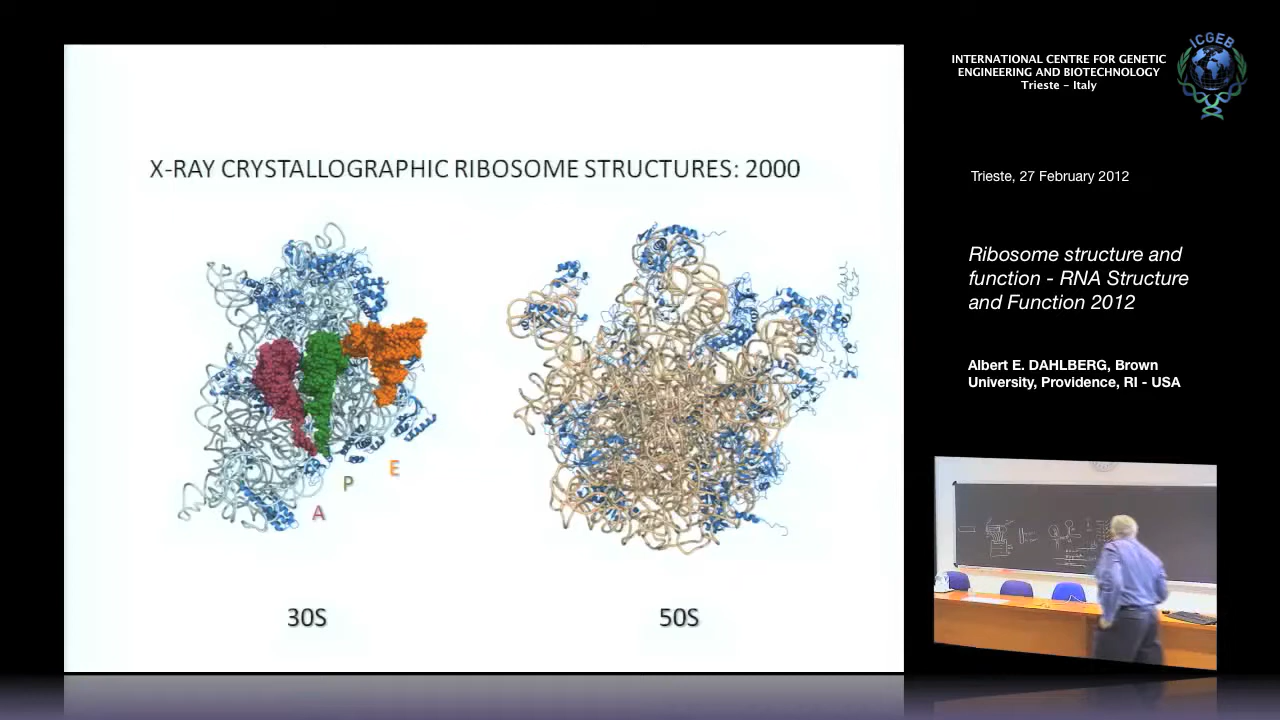 X-RAY CRYSTALLOGRAPHIC RIBOSOME STRUCTURES: 2000
A
P
E
30S
50S
INTERNATIONAL CENTRE FOR GENETIC
ENGINEERING AND BIOTECHNOLOGY
Trieste - Italy
ICGEB
Trieste, 27 February 2012
Ribosome structure and
function - RNA Structure
and Function 2012
Albert E. DAHLBERG, Brown
University, Providence, RI - USA